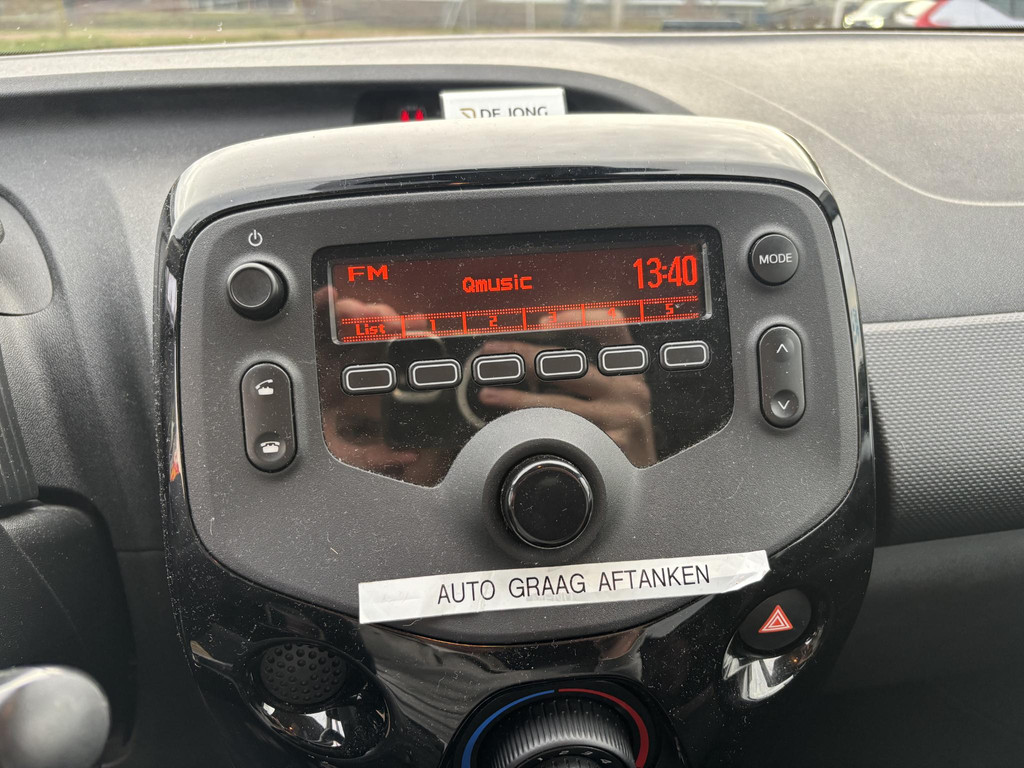 DE JONG
FM
Qmusic
13:40
MODE
List 1 2 3 4 5
AUTO GRAAG AFTANKEN